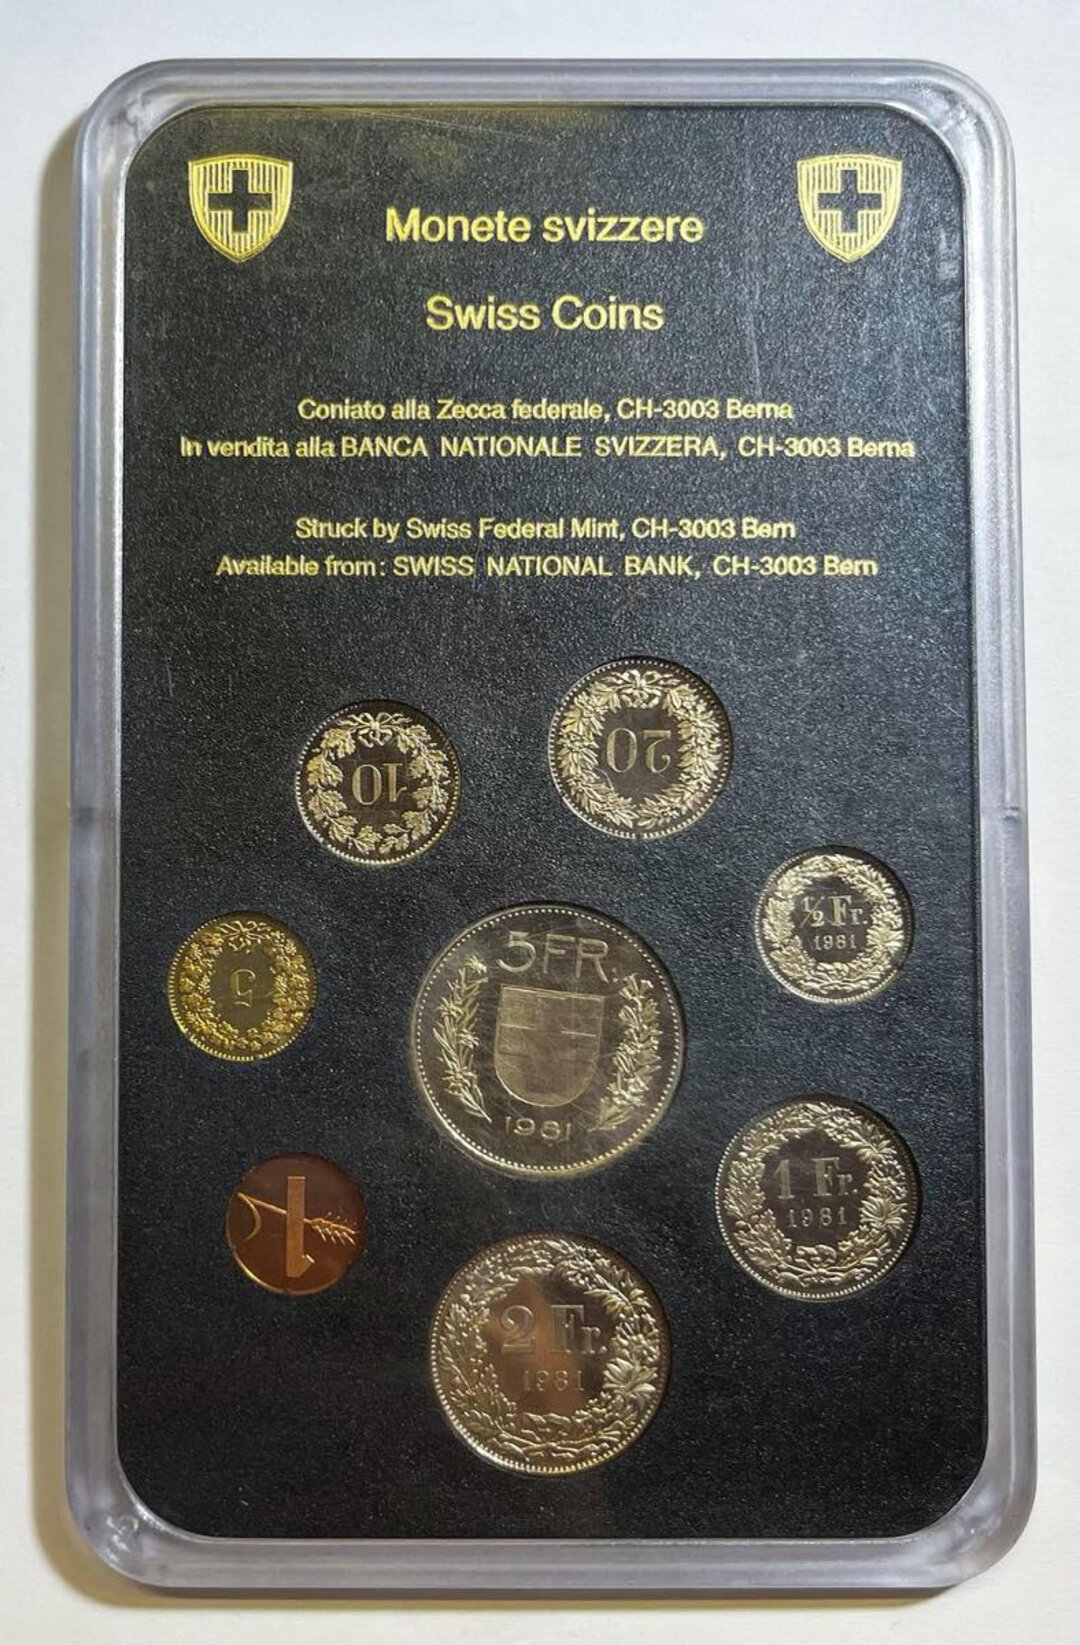 Monete svizzere
Swiss Coins
Coniato alla Zecca federale, CH-3003 Berna
In vendita alla BANCA NATIONALE SVIZZERA, CH-3003 Berna
Struck by Swiss Federal Mint, CH-3003 Bern
Available from: SWISS NATIONAL BANK, CH-3003 Bern
10
20
½ Fr.
1981
5
5 FR.
1981
1 Fr.
1981
1
2 Fr.
1981